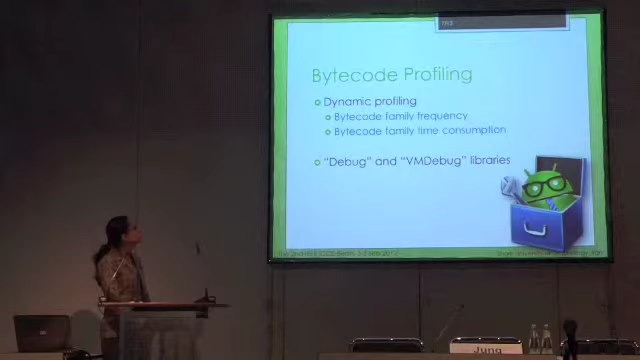 Bytecode Profiling
Dynamic profiling
Bytecode family frequency
Bytecode family time consumption
"Debug" and "VMDebug" libraries
Jung